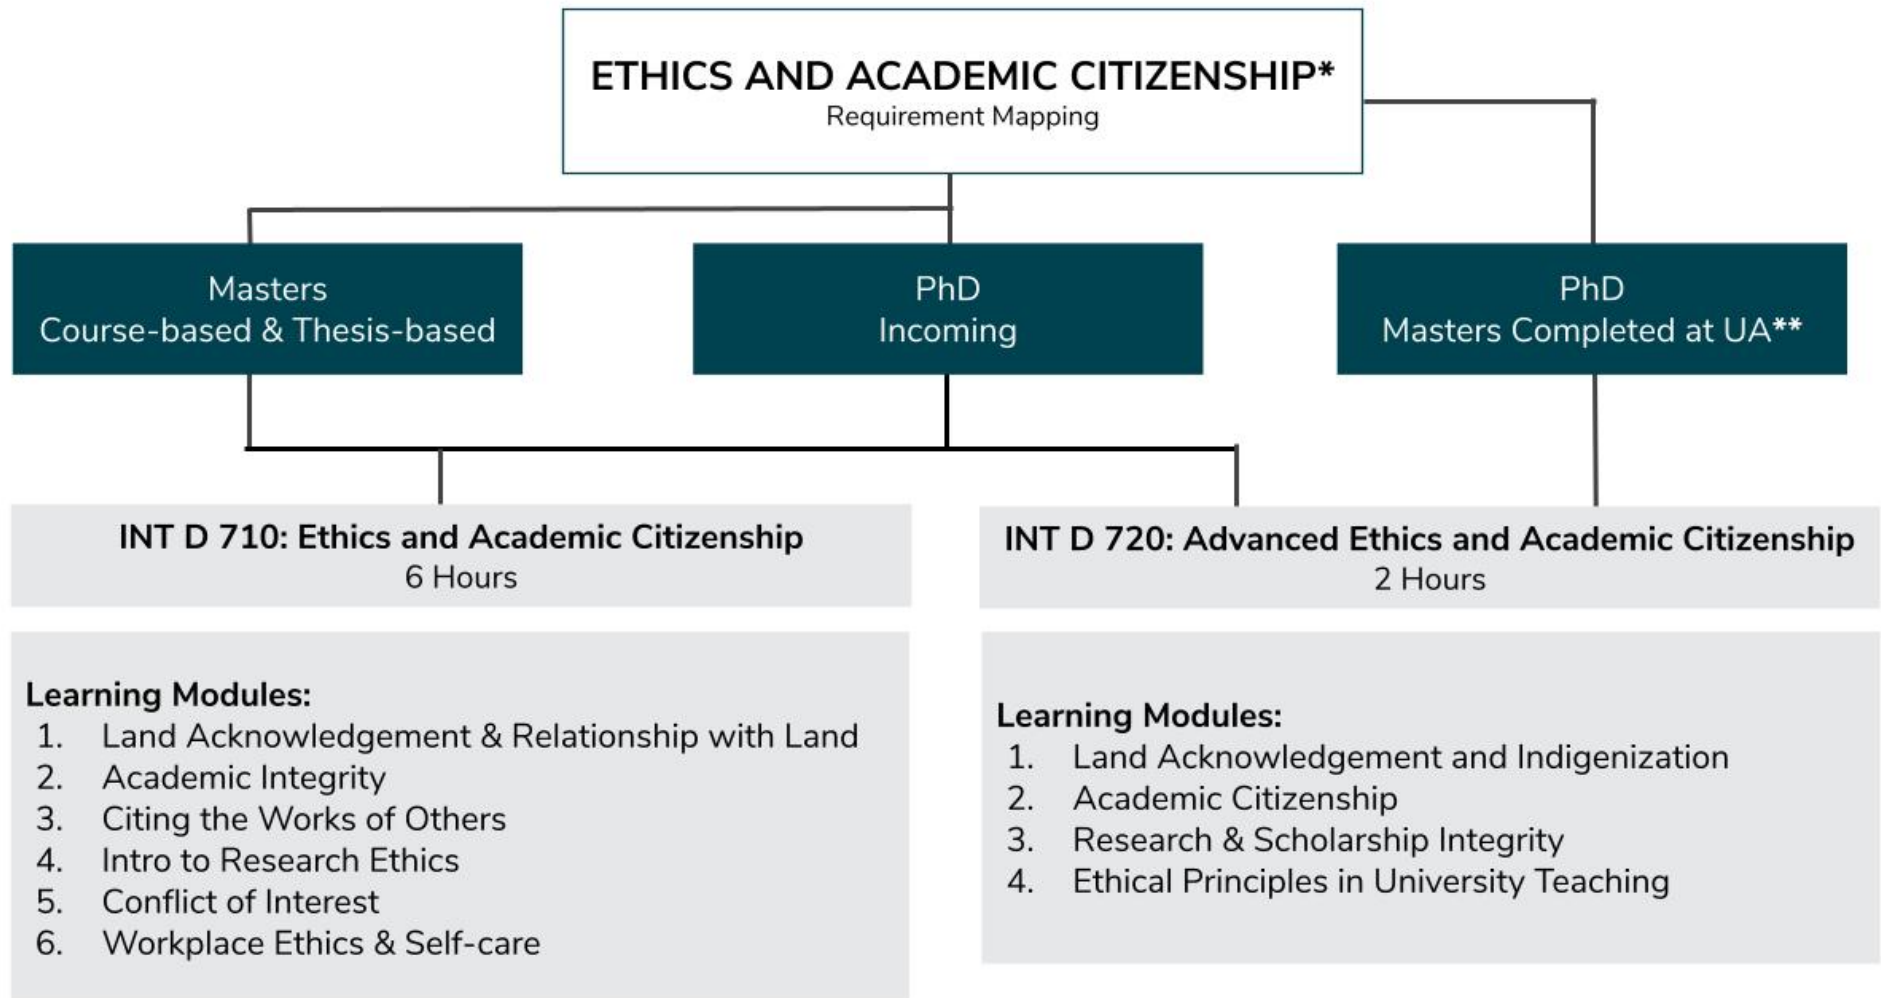 ETHICS AND ACADEMIC CITIZENSHIP*
Requirement Mapping
Masters
Course-based & Thesis-based
PhD
Incoming
PhD
Masters Completed at UA**
INT D 710: Ethics and Academic Citizenship
6 Hours
INT D 720: Advanced Ethics and Academic Citizenship
2 Hours
Learning Modules:
1. Land Acknowledgement & Relationship with Land
2. Academic Integrity
3. Citing the Works of Others
4. Intro to Research Ethics
5. Conflict of Interest
6. Workplace Ethics & Self-care
Learning Modules:
1. Land Acknowledgement and Indigenization
2. Academic Citizenship
3. Research & Scholarship Integrity
4. Ethical Principles in University Teaching